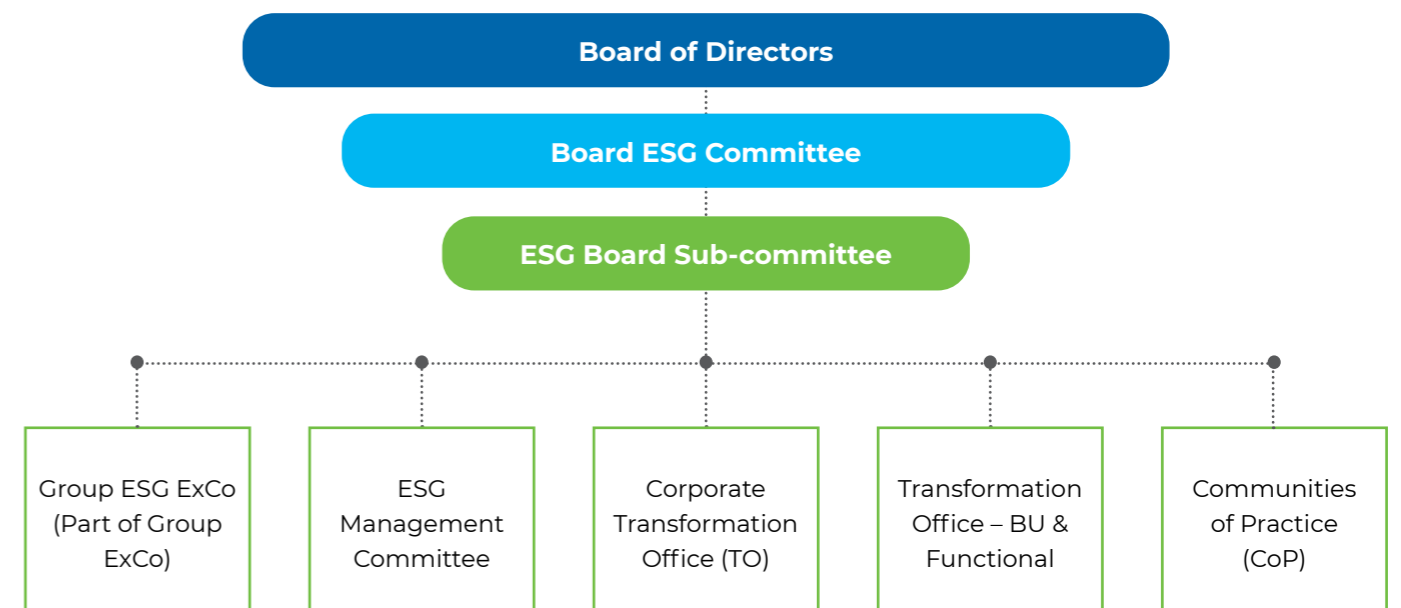 Board of Directors
Board ESG Committee
ESG Board Sub-committee
Group ESG ExCo
(Part of Group
ExCo)
ESG
Management
Committee
Corporate
Transformation
Office (TO)
Transformation
Office – BU &
Functional
Communities
of Practice
(CoP)